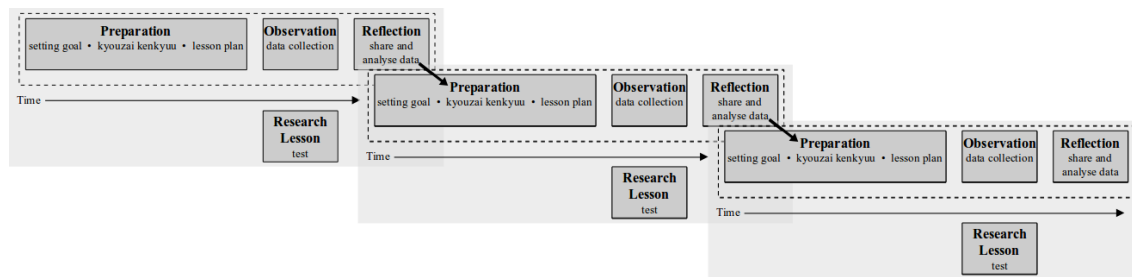 Preparation
setting goal • kyouzai kenkyuu • lesson plan
Observation
data collection
Reflection
share and
analyse data
Time
Research
Lesson
test
Preparation
setting goal • kyouzai kenkyuu • lesson plan
Observation
data collection
Reflection
share and
analyse data
Time
Research
Lesson
test
Preparation
setting goal • kyouzai kenkyuu • lesson plan
Observation
data collection
Reflection
share and
analyse data
Time
Research
Lesson
test